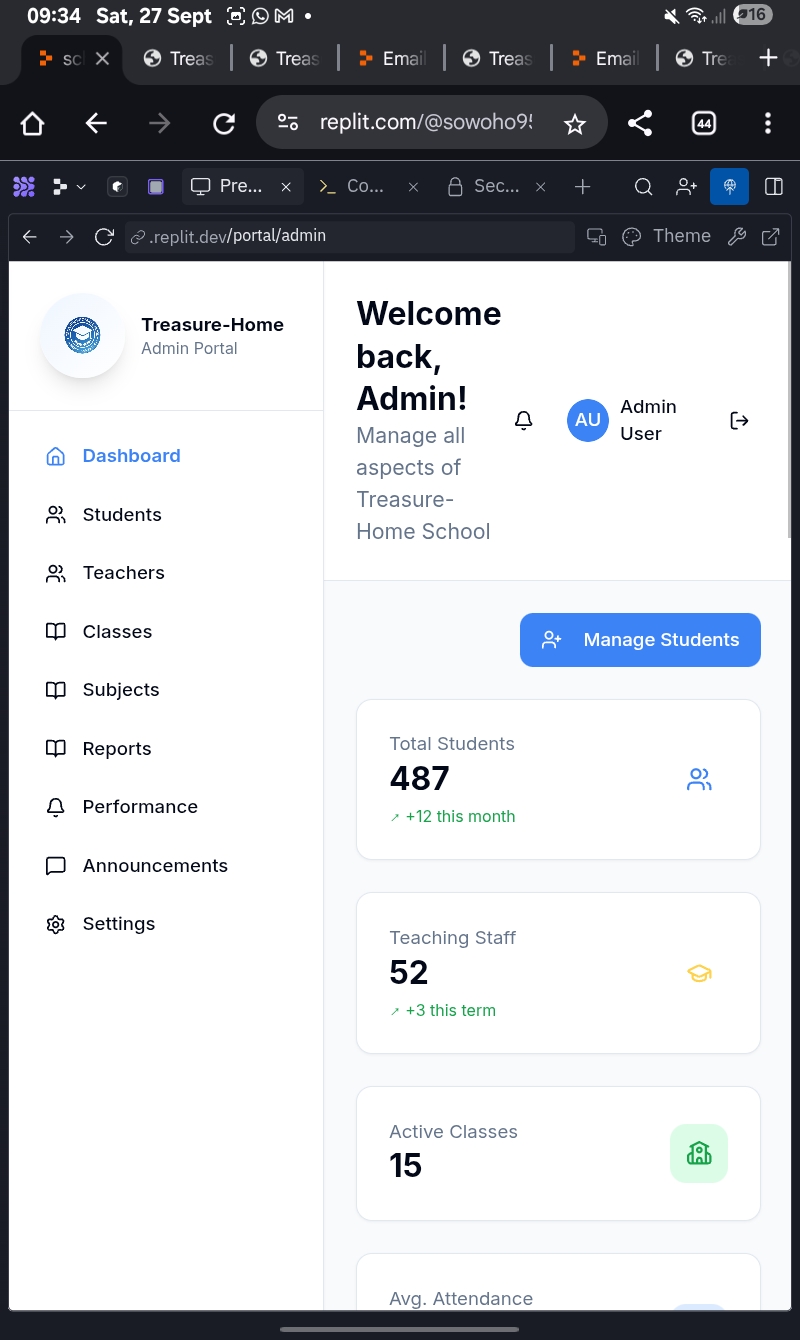 09:34 Sat, 27 Sept
16
sc
Treas
Treas
Email
Treas
Email
Trea
replit.com/@sowoho95
44
Pre...
Co...
Sec...
.replit.dev/portal/admin
Theme
Treasure-Home
Admin Portal
Dashboard
Students
Teachers
Classes
Subjects
Reports
Performance
Announcements
Settings
Welcome
back,
Admin!
Manage all
aspects of
Treasure-
Home School
AU
Admin
User
Manage Students
Total Students
487
+12 this month
Teaching Staff
52
+3 this term
Active Classes
15
Avg. Attendance